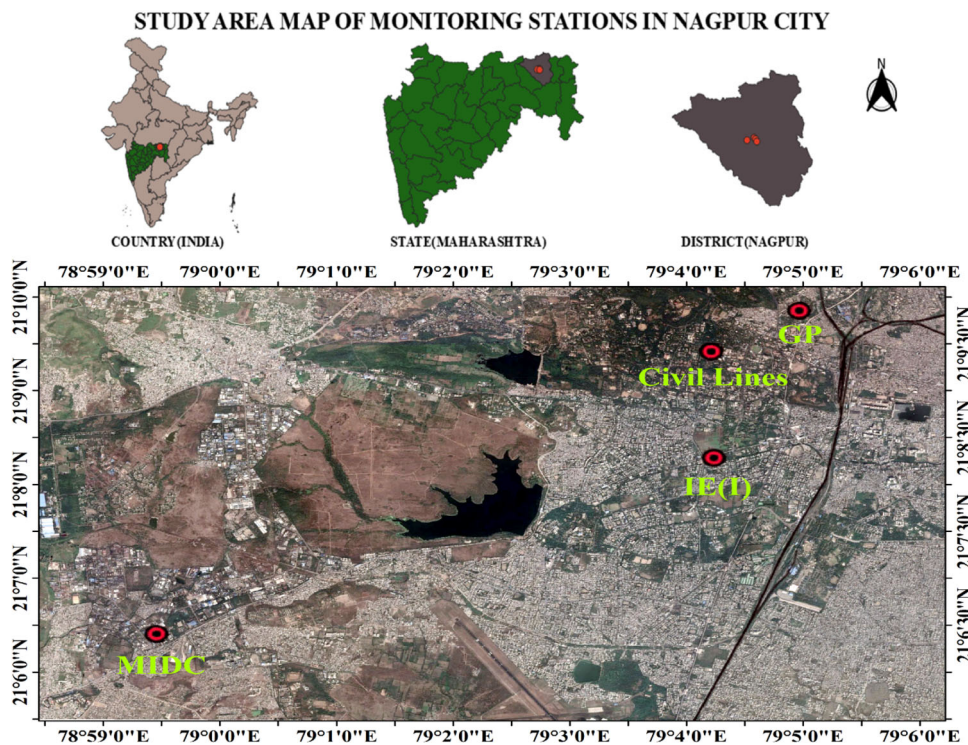 STUDY AREA MAP OF MONITORING STATIONS IN NAGPUR CITY
N
COUNTRY(INDIA)
STATE(MAHARASHTRA)
DISTRICT(NAGPUR)
78°59'0"E 79°0'0"E 79°1'0"E 79°2'0"E 79°3'0"E 79°4'0"E 79°5'0"E 79°6'0"E
21°10'0"N
21°9'0"N
21°8'0"N
21°7'0"N
21°6'0"N
GP
Civil Lines
IE(I)
MIDC
21°9'30"N
21°8'30"N
21°7'30"N
21°6'30"N
78°59'0"E 79°0'0"E 79°1'0"E 79°2'0"E 79°3'0"E 79°4'0"E 79°5'0"E 79°6'0"E